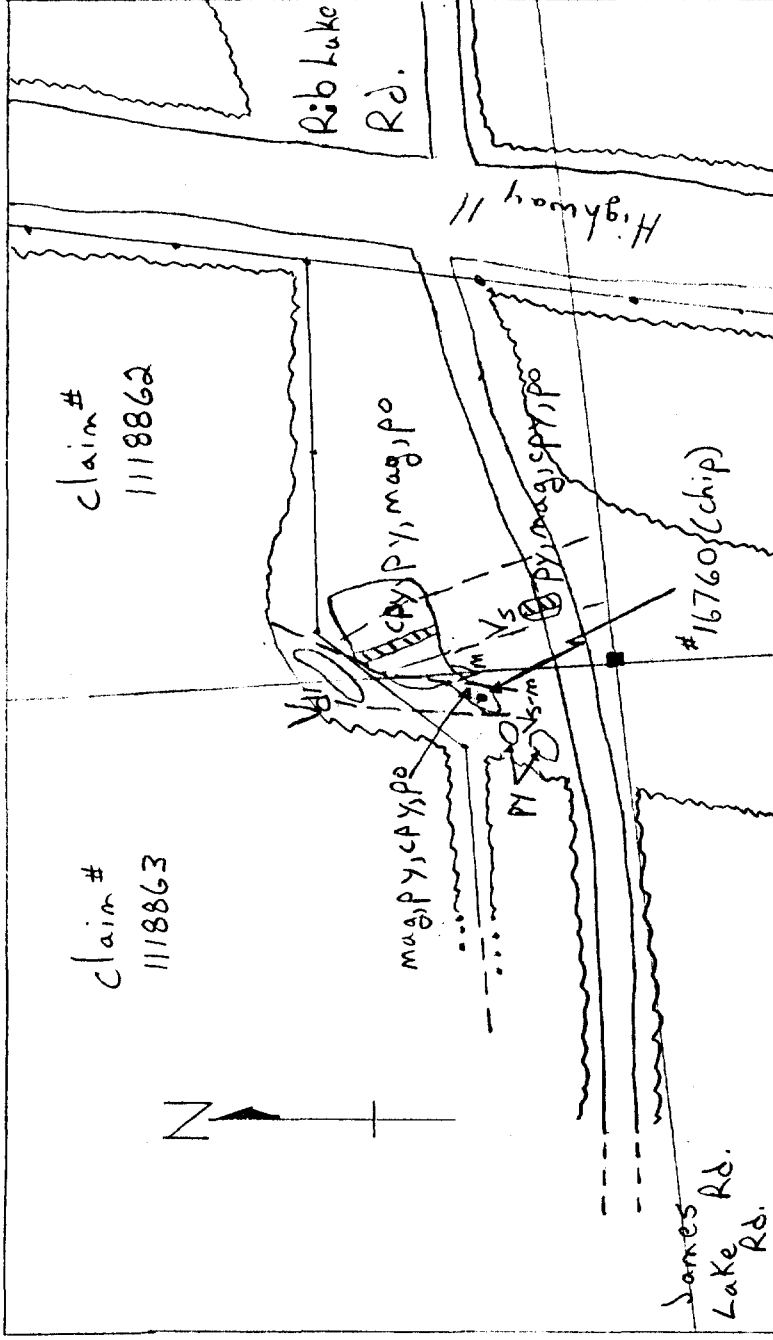 Claim#
1118863
Claim#
1118862
Rib Lake
Rd.
Highway 11
N
cpy, py, mag, po
mag, py, cpy, po
Vs
py, mag, cpy, po
Vs-m
py
#16760 (chip)
James
Lake Rd.
Rd.